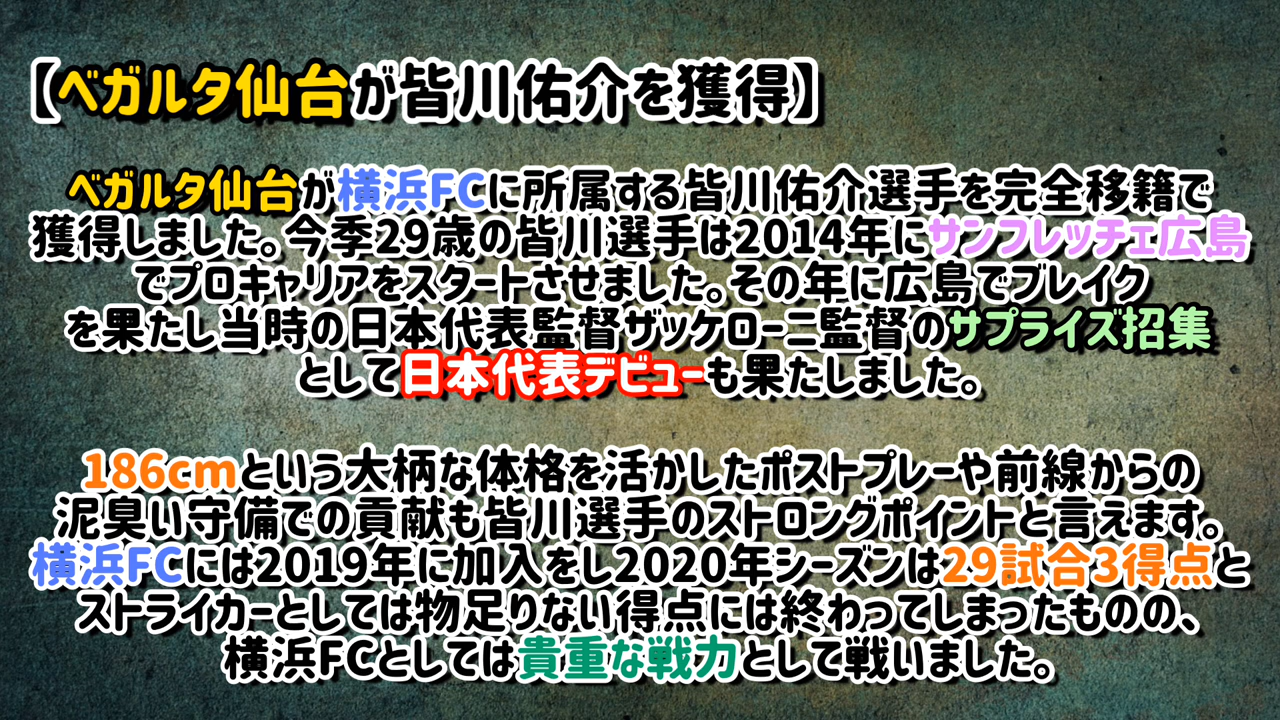 【ベガルタ仙台が皆川佑介を獲得】
ベガルタ仙台が横浜FCに所属する皆川佑介選手を完全移籍で
獲得しました。今季29歳の皆川選手は2014年にサンフレッチェ広島
でプロキャリアをスタートさせました。その年に広島でブレイク
を果たし当時の日本代表監督ザッケローニ監督のサプライズ招集
として日本代表デビューも果たしました。
186cmという大柄な体格を活かしたポストプレーや前線からの
泥臭い守備での貢献も皆川選手のストロングポイントと言えます。
横浜FCには2019年に加入をし2020年シーズンは29試合3得点と
ストライカーとしては物足りない得点には終わってしまったものの、
横浜FCとしては貴重な戦力として戦いました。